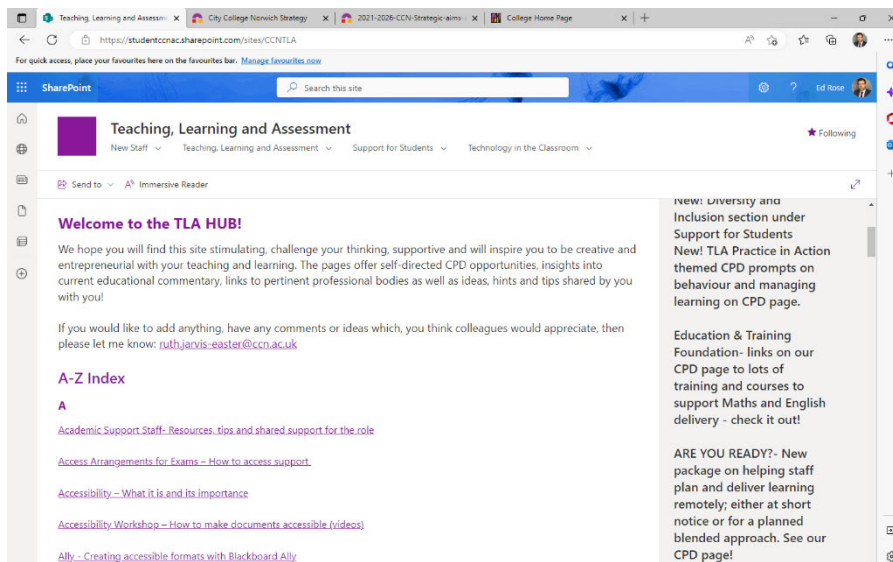 Teaching, Learning and Assessm
City College Norwich Strategy
2021-2026-CCN-Strategic-aims-
College Home Page
https://studentccnac.sharepoint.com/sites/CCNTLA
For quick access, place your favourites here on the favourites bar. Manage favourites now
SharePoint
Search this site
Ed Rose
Teaching, Learning and Assessment
New Staff
Teaching, Learning and Assessment
Support for Students
Technology in the Classroom
Following
Send to
Immersive Reader
Welcome to the TLA HUB!
We hope you will find this site stimulating, challenge your thinking, supportive and will inspire you to be creative and
entrepreneurial with your teaching and learning. The pages offer self-directed CPD opportunities, insights into
current educational commentary, links to pertinent professional bodies as well as ideas, hints and tips shared by you
with you!
If you would like to add anything, have any comments or ideas which, you think colleagues would appreciate, then
please let me know: ruth.jarvis-easter@ccn.ac.uk
A-Z Index
A
Academic Support Staff- Resources, tips and shared support for the role
Access Arrangements for Exams – How to access support
Accessibility – What it is and its importance
Accessibility Workshop – How to make documents accessible (videos)
Ally - Creating accessible formats with Blackboard Ally
New! Diversity and
Inclusion section under
Support for Students
New! TLA Practice in Action
themed CPD prompts on
behaviour and managing
learning on CPD page.
Education & Training
Foundation- links on our
CPD page to lots of
training and courses to
support Maths and English
delivery - check it out!
ARE YOU READY?- New
package on helping staff
plan and deliver learning
remotely; either at short
notice or for a planned
blended approach. See our
CPD page!